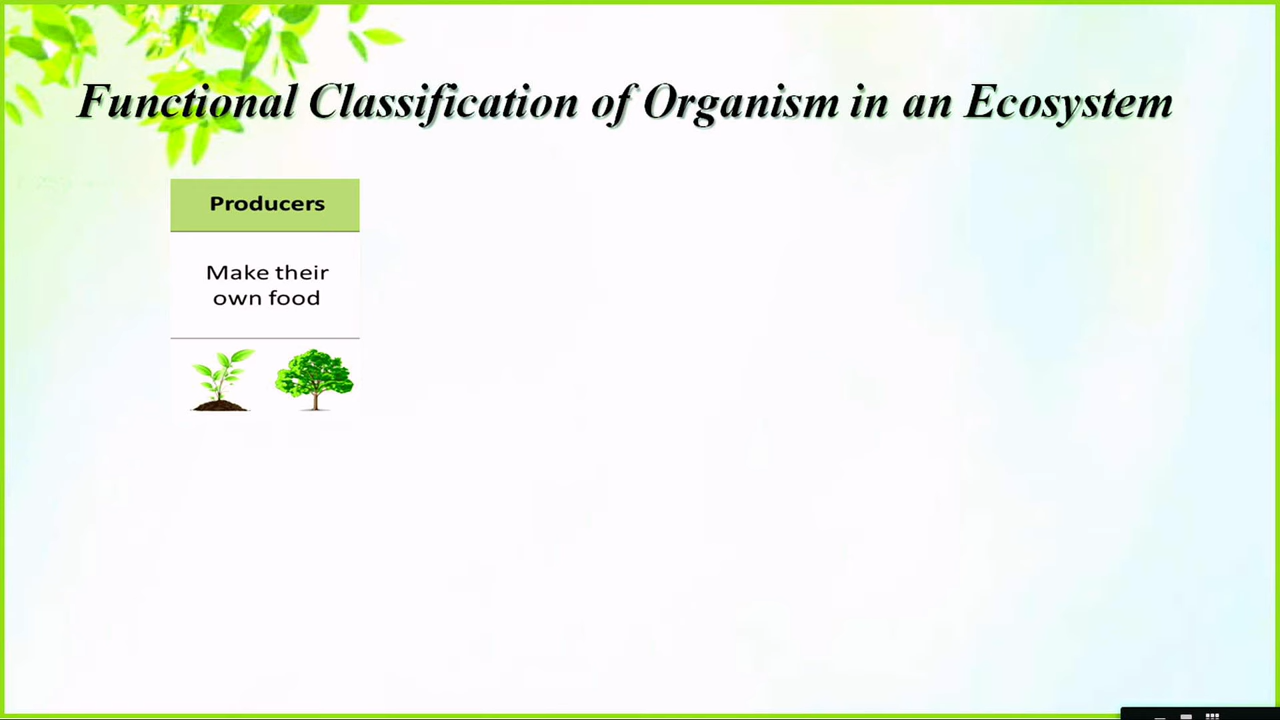 Functional Classification of Organism in an Ecosystem
Producers
Make their
own food